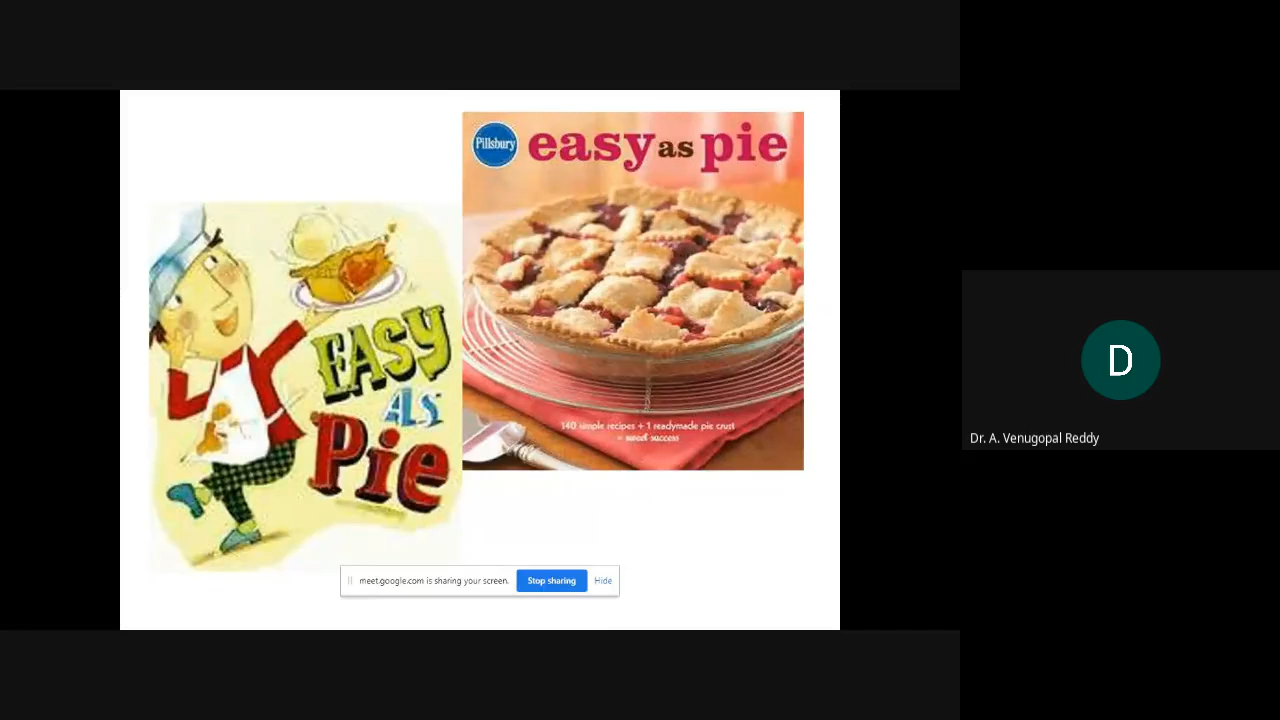 Pillsbury
easy as pie
EASY
AS
Pie
140 simple recipes + 1 readymade pie crust
= sweet success
meet.google.com is sharing your screen.
Stop sharing
Hide
D
Dr. A. Venugopal Reddy